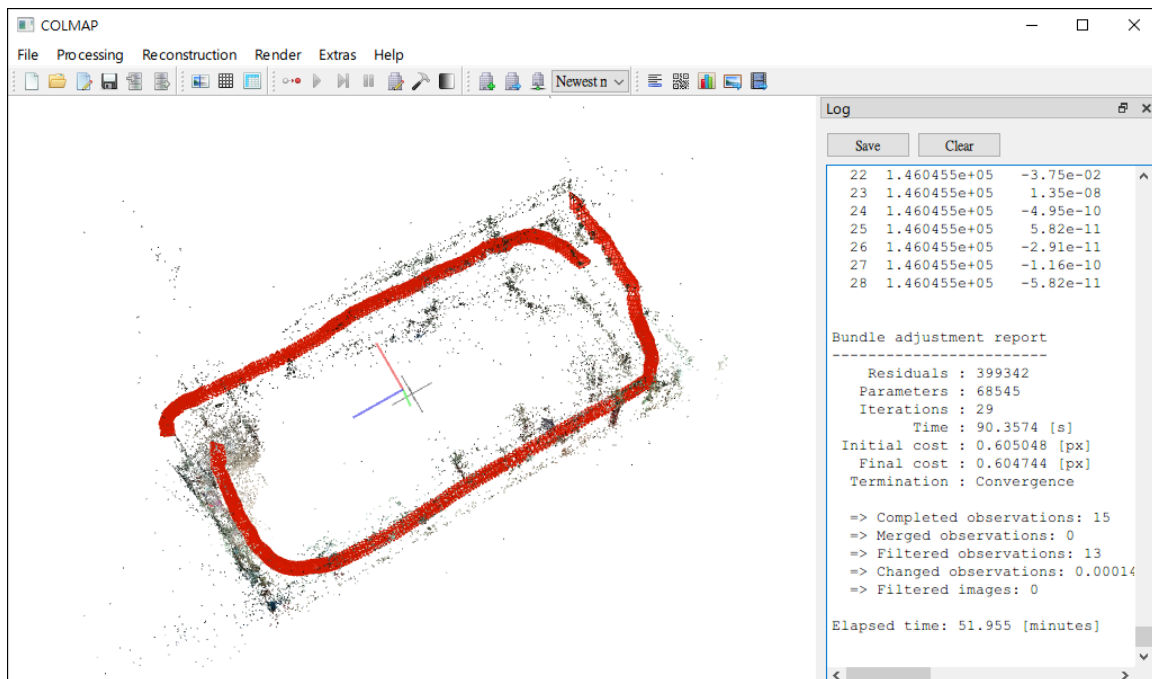 COLMAP
File Processing Reconstruction Render Extras Help
Newest n
Log
Save Clear
22 1.460455e+05 -3.75e-02
23 1.460455e+05 1.35e-08
24 1.460455e+05 -4.95e-10
25 1.460455e+05 5.82e-11
26 1.460455e+05 -2.91e-11
27 1.460455e+05 -1.16e-10
28 1.460455e+05 -5.82e-11
Bundle adjustment report
------------------------
Residuals : 399342
Parameters : 68545
Iterations : 29
Time : 90.3574 [s]
Initial cost : 0.605048 [px]
Final cost : 0.604744 [px]
Termination : Convergence
=> Completed observations: 15
=> Merged observations: 0
=> Filtered observations: 13
=> Changed observations: 0.00014
=> Filtered images: 0
Elapsed time: 51.955 [minutes]